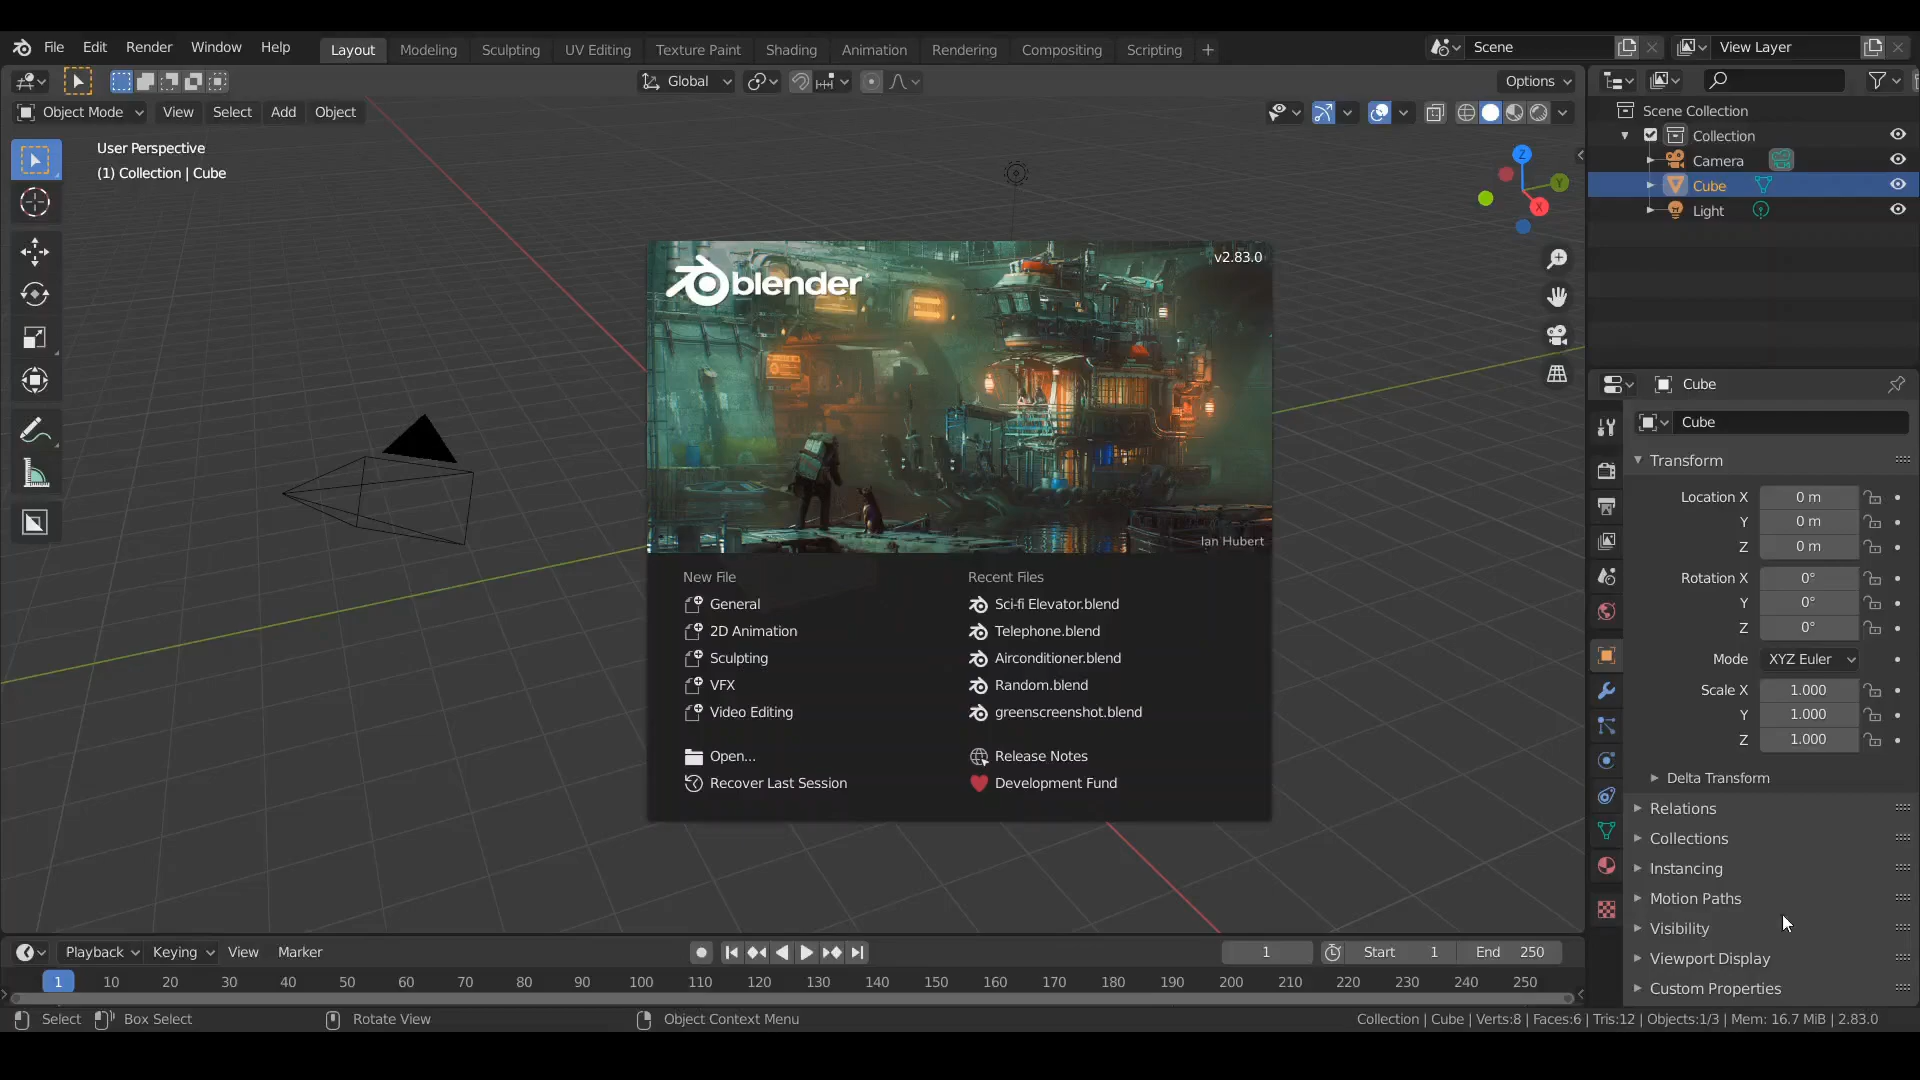 File Edit Render Window Help Layout Modeling Sculpting UV Editing Texture Paint Shading Animation Rendering Compositing Scripting + Scene View Layer
Global Options
Object Mode View Select Add Object
User Perspective
(1) Collection | Cube
Z
Y
X
Scene Collection
Collection
Camera
Cube
Light
blender
v2.83.0
Ian Hubert
New File
General
2D Animation
Sculpting
VFX
Video Editing
Open...
Recover Last Session
Recent Files
Sci-fi Elevator.blend
Telephone.blend
Airconditioner.blend
Random.blend
greenscreenshot.blend
Release Notes
Development Fund
Cube
Cube
Transform
Location X 0 m
Y 0 m
Z 0 m
Rotation X 0°
Y 0°
Z 0°
Mode XYZ Euler
Scale X 1.000
Y 1.000
Z 1.000
Delta Transform
Relations
Collections
Instancing
Motion Paths
Visibility
Viewport Display
Custom Properties
Playback Keying View Marker 1 Start 1 End 250
1 10 20 30 40 50 60 70 80 90 100 110 120 130 140 150 160 170 180 190 200 210 220 230 240 250
Select Box Select Rotate View Object Context Menu Collection | Cube | Verts:8 | Faces:6 | Tris:12 | Objects:1/3 | Mem: 16.7 MiB | 2.83.0